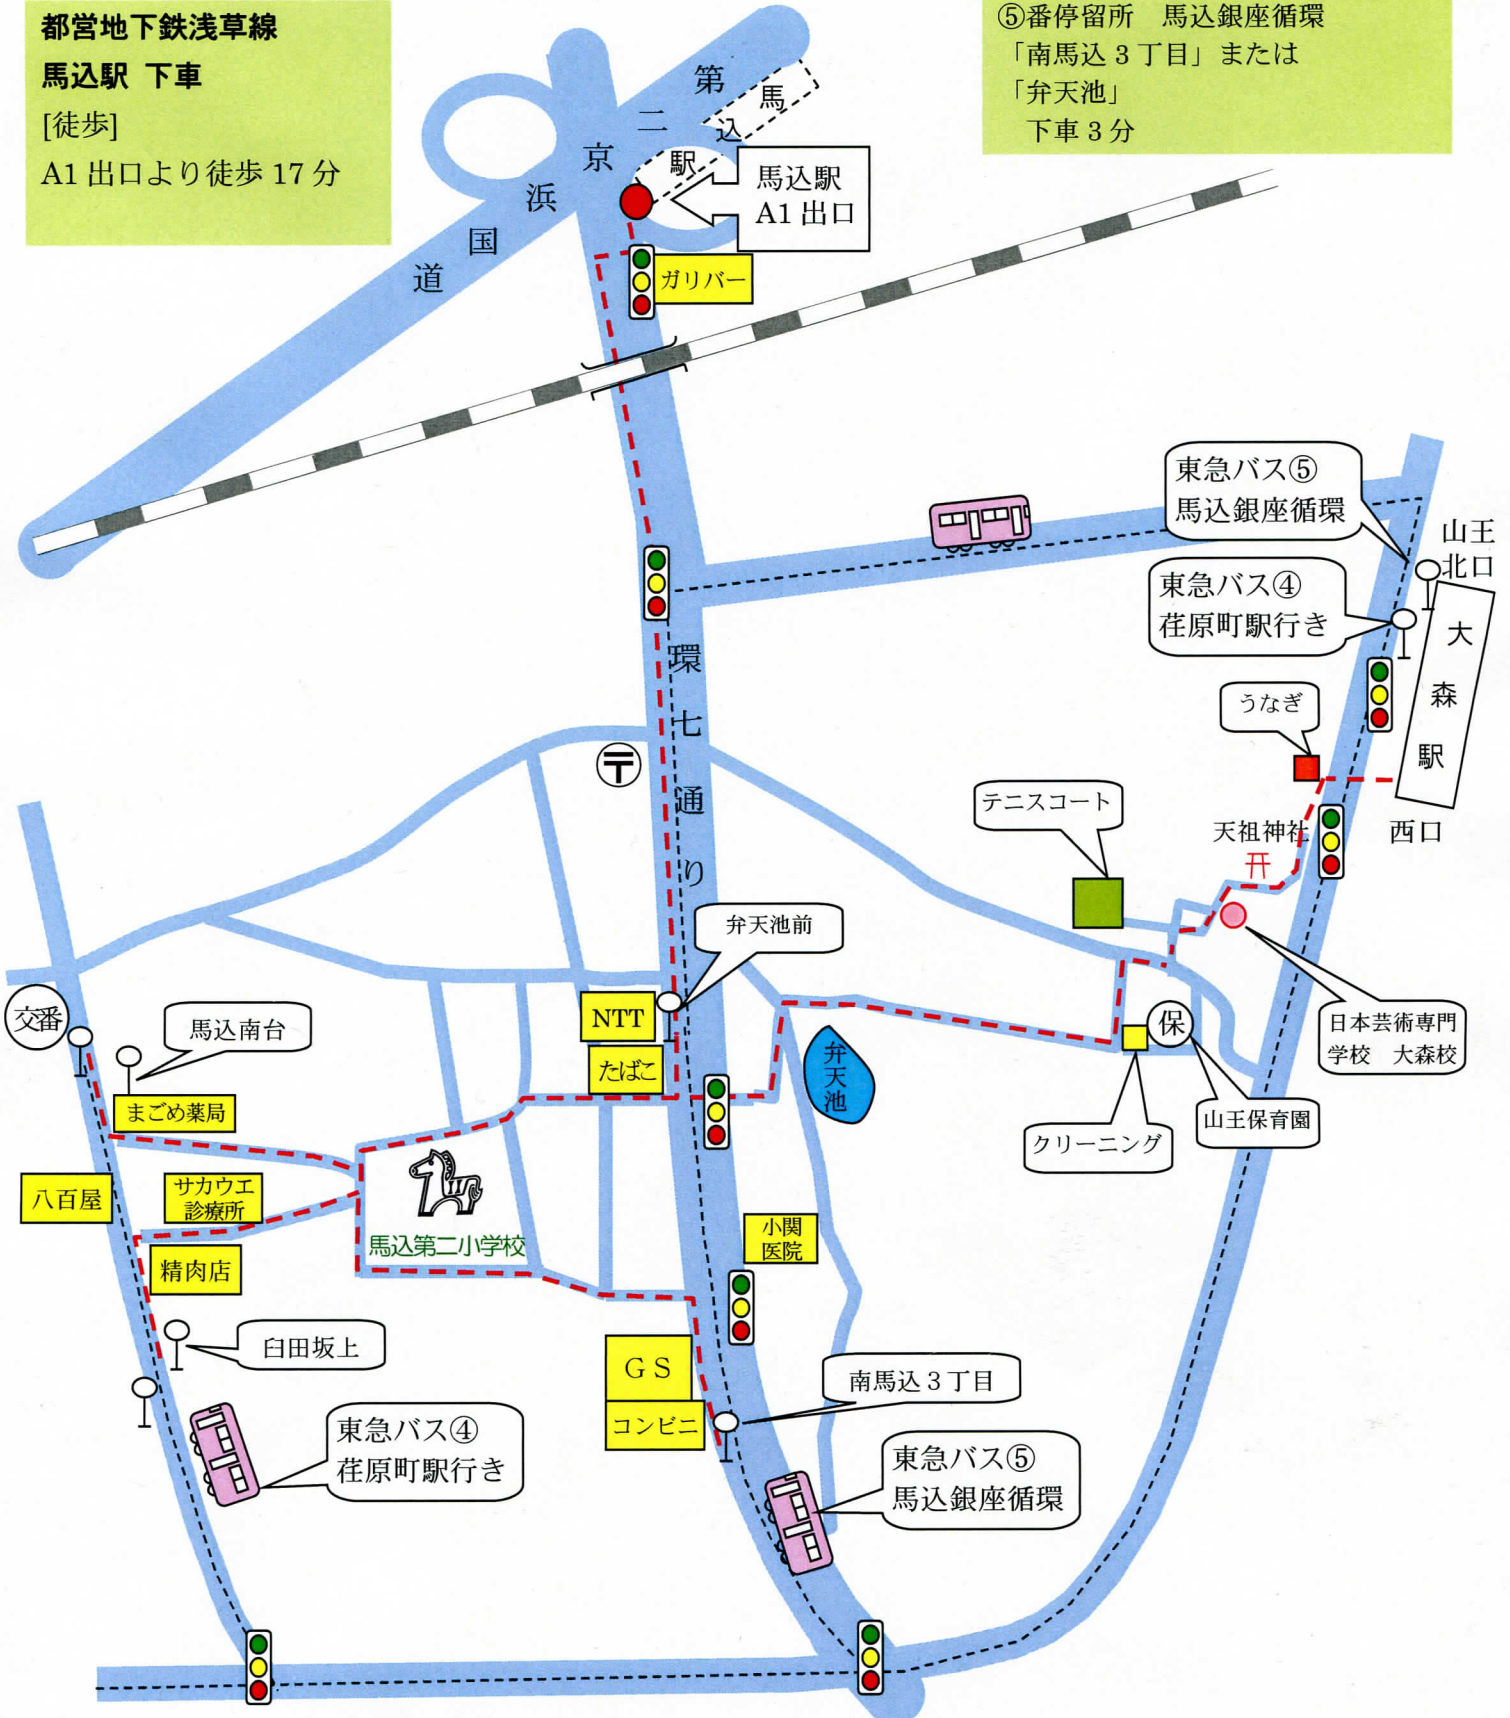 都営地下鉄浅草線
馬込駅 下車
[徒歩]
A1 出口より徒歩 17 分
⑤番停留所 馬込銀座循環
「南馬込 3 丁目」または
「弁天池」
下車 3 分
第二京浜国道
馬込駅
馬込駅
A1 出口
ガリバー
東急バス⑤
馬込銀座循環
山王
北口
東急バス④
荏原町駅行き
大森駅
環七通り
うなぎ
〒
テニスコート
天祖神社
西口
弁天池前
交番
馬込南台
NTT
たばこ
弁天池
保
日本芸術専門
学校 大森校
まごめ薬局
クリーニング
山王保育園
八百屋
サカウエ
診療所
馬込第二小学校
小関
医院
精肉店
臼田坂上
GS
コンビニ
南馬込 3 丁目
東急バス④
荏原町駅行き
東急バス⑤
馬込銀座循環